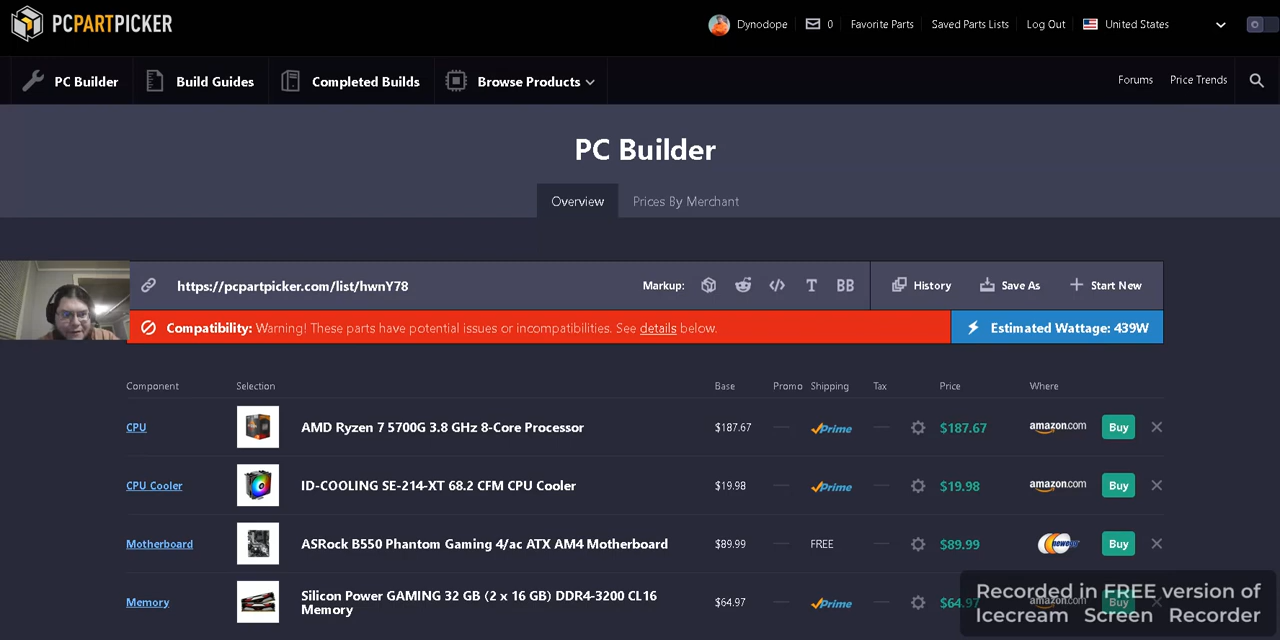 PCPARTPICKER
Dynodope 0 Favorite Parts Saved Parts Lists Log Out United States
PC Builder Build Guides Completed Builds Browse Products Forums Price Trends
PC Builder
Overview Prices By Merchant
https://pcpartpicker.com/list/hwnY78 Markup: T BB History Save As Start New
Compatibility: Warning! These parts have potential issues or incompatibilities. See details below. Estimated Wattage: 439W
Component Selection Base Promo Shipping Tax Price Where
CPU AMD Ryzen 7 5700G 3.8 GHz 8-Core Processor $187.67 — Prime — $187.67 amazon.com Buy
CPU Cooler ID-COOLING SE-214-XT 68.2 CFM CPU Cooler $19.98 — Prime — $19.98 amazon.com Buy
Motherboard ASRock B550 Phantom Gaming 4/ac ATX AM4 Motherboard $89.99 — FREE — $89.99 newegg Buy
Memory Silicon Power GAMING 32 GB (2 x 16 GB) DDR4-3200 CL16
Memory $64.97 — Prime — $64.97 amazon.com Buy
Recorded in FREE version of
Icecream Screen Recorder